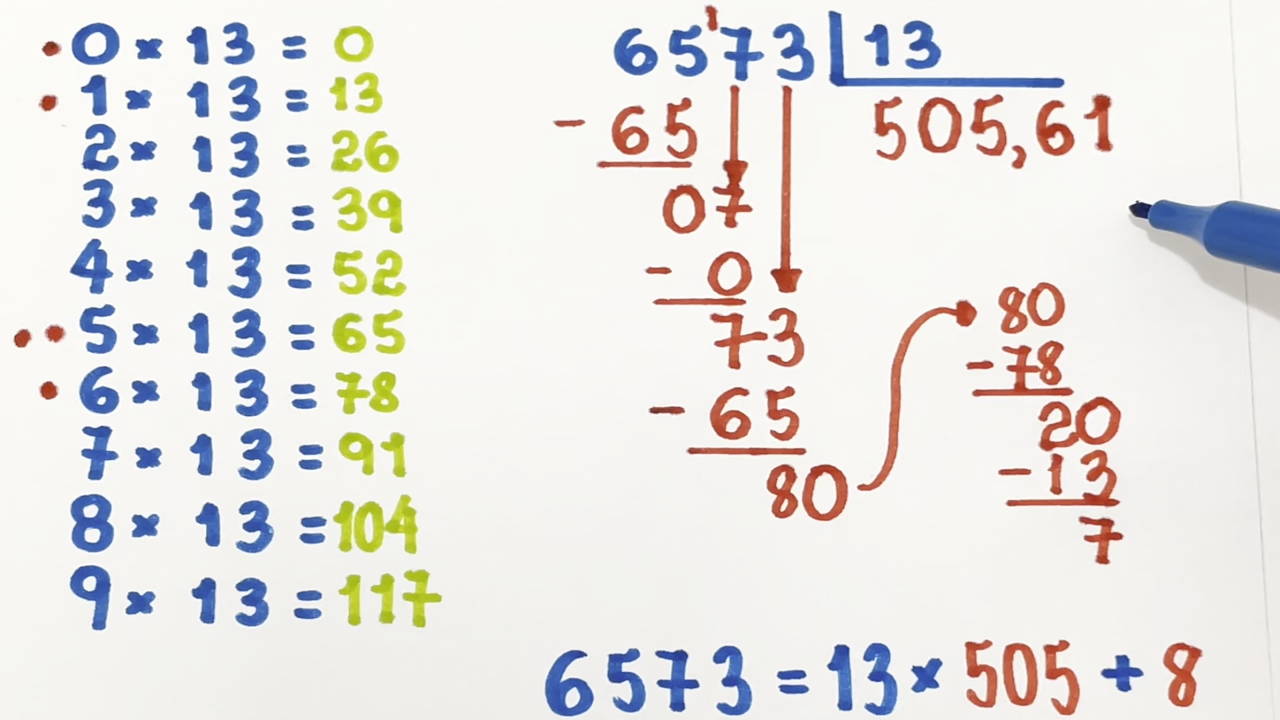 0 × 13 = 0
1 × 13 = 13
2 × 13 = 26
3 × 13 = 39
4 × 13 = 52
5 × 13 = 65
6 × 13 = 78
7 × 13 = 91
8 × 13 = 104
9 × 13 = 117
65'73 13
- 65 505,61
07
- 0
73
- 65
80
80
- 78
20
- 13
7
6573 = 13 × 505 + 8